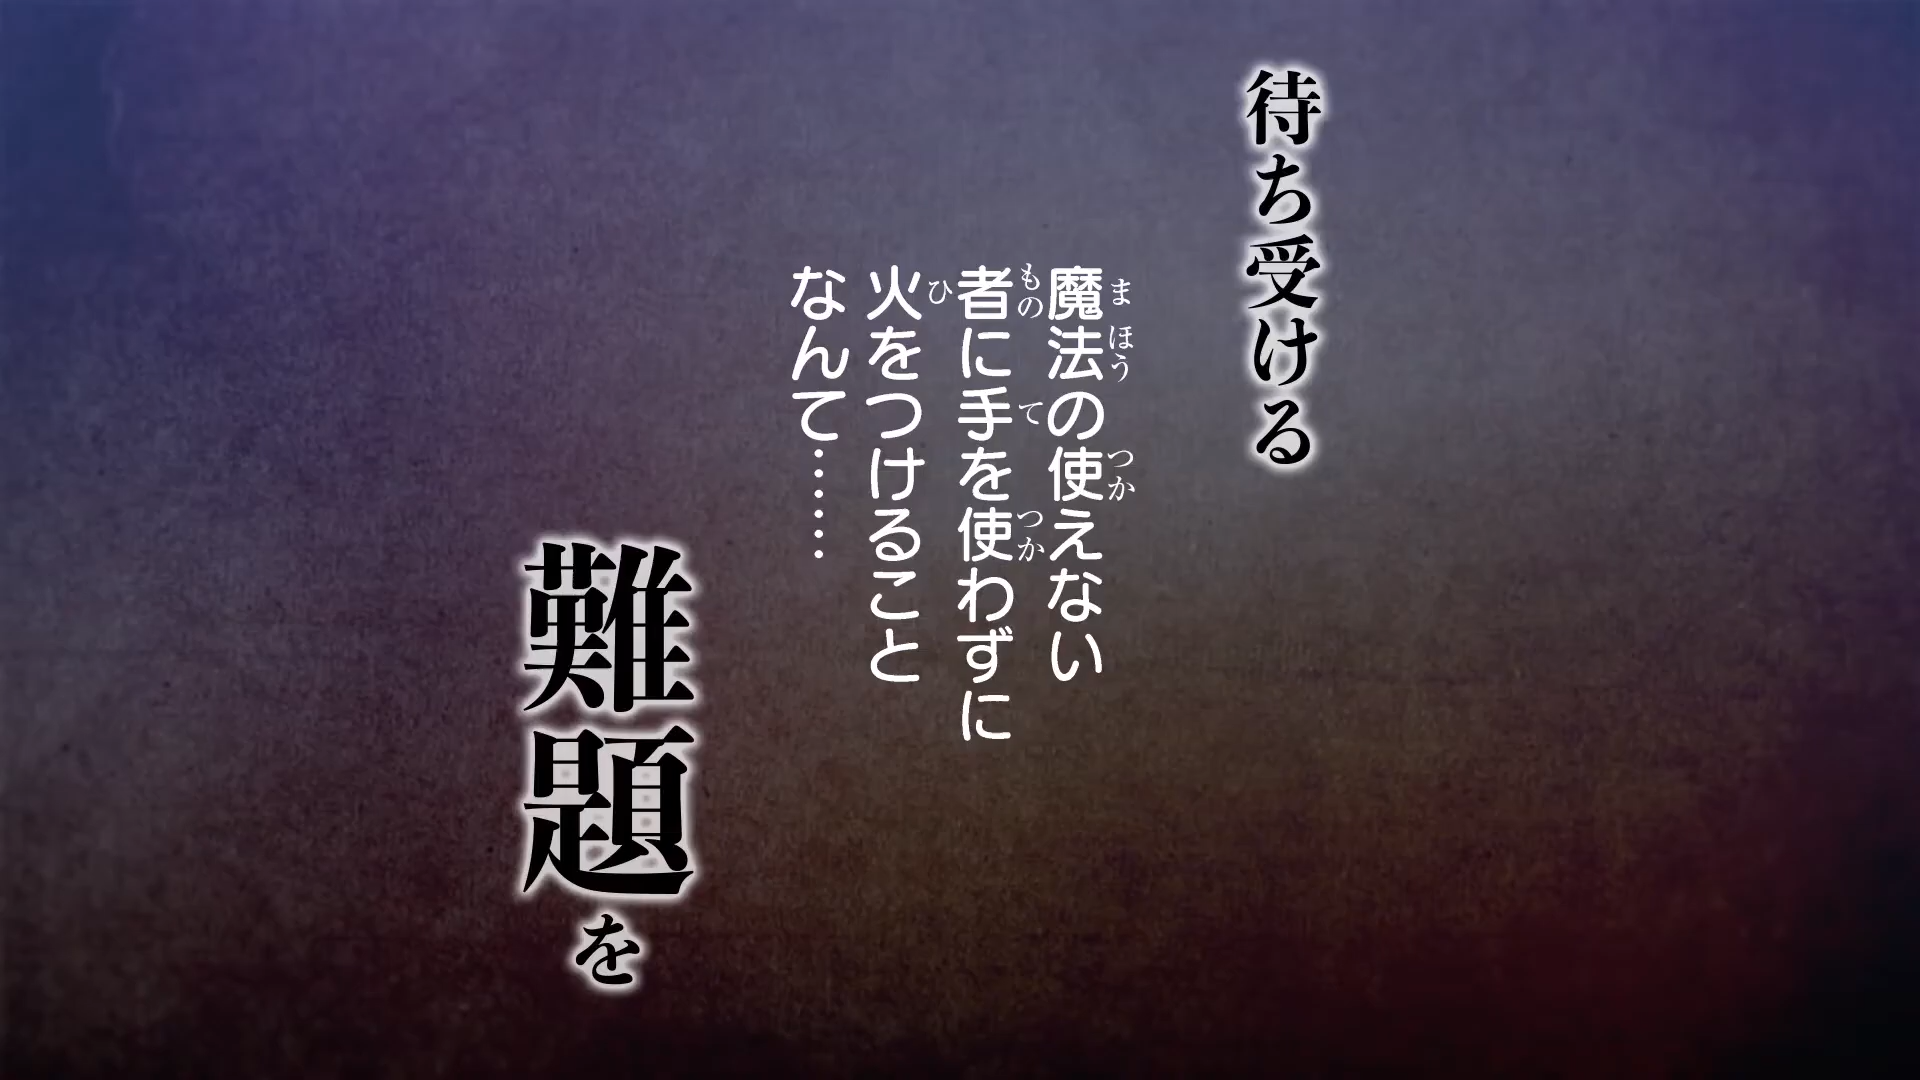 待ち受ける
魔法の使えない
者に手を使わずに
火をつけること
なんて……
難題を